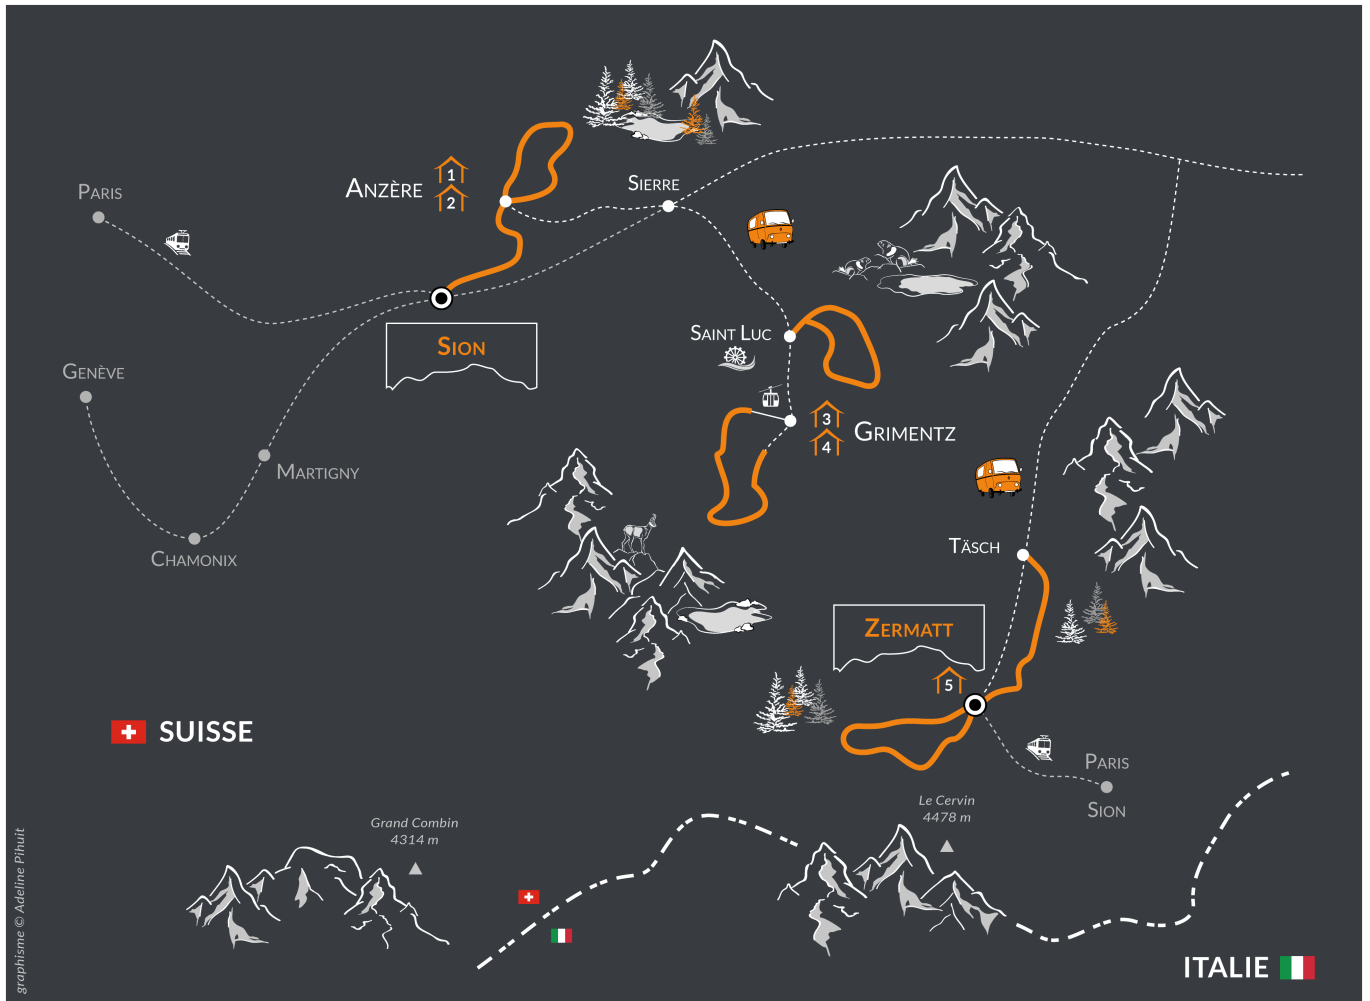 PARIS
ANZÈRE
1
2
SIERRE
SION
SAINT LUC
GENÈVE
3
4
GRIMENTZ
MARTIGNY
CHAMONIX
TÄSCH
ZERMATT
5
SUISSE
PARIS
SION
Le Cervin
4478 m
Grand Combin
4314 m
ITALIE
graphisme © Adeline Pihuit